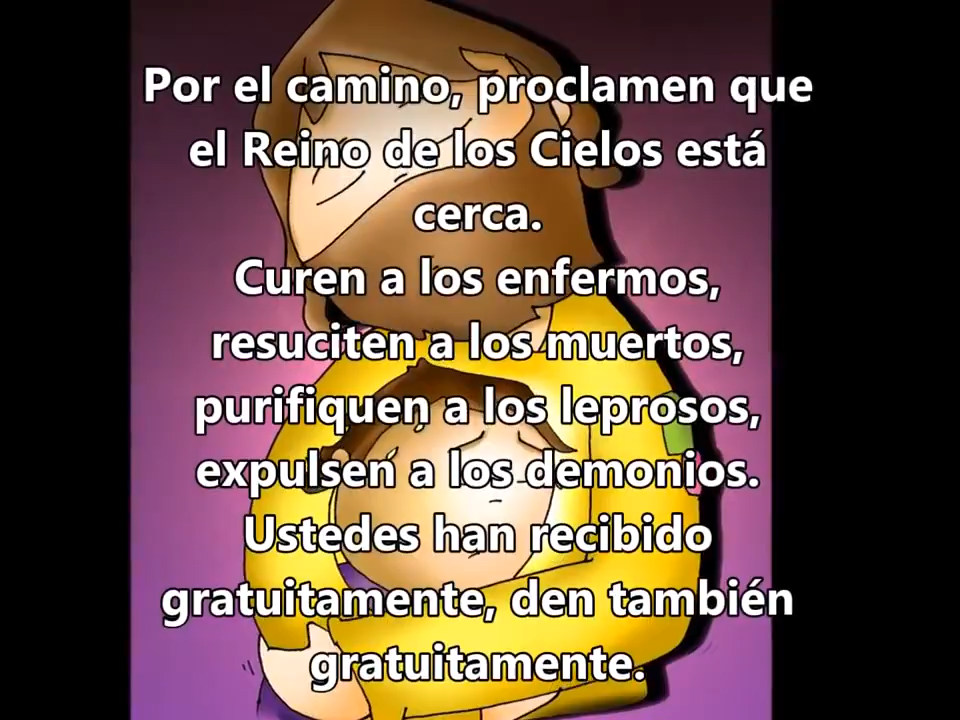 Por el camino, proclamen que
el Reino de los Cielos está
cerca.
Curen a los enfermos,
resuciten a los muertos,
purifiquen a los leprosos,
expulsen a los demonios.
Ustedes han recibido
gratuitamente, den también
gratuitamente.